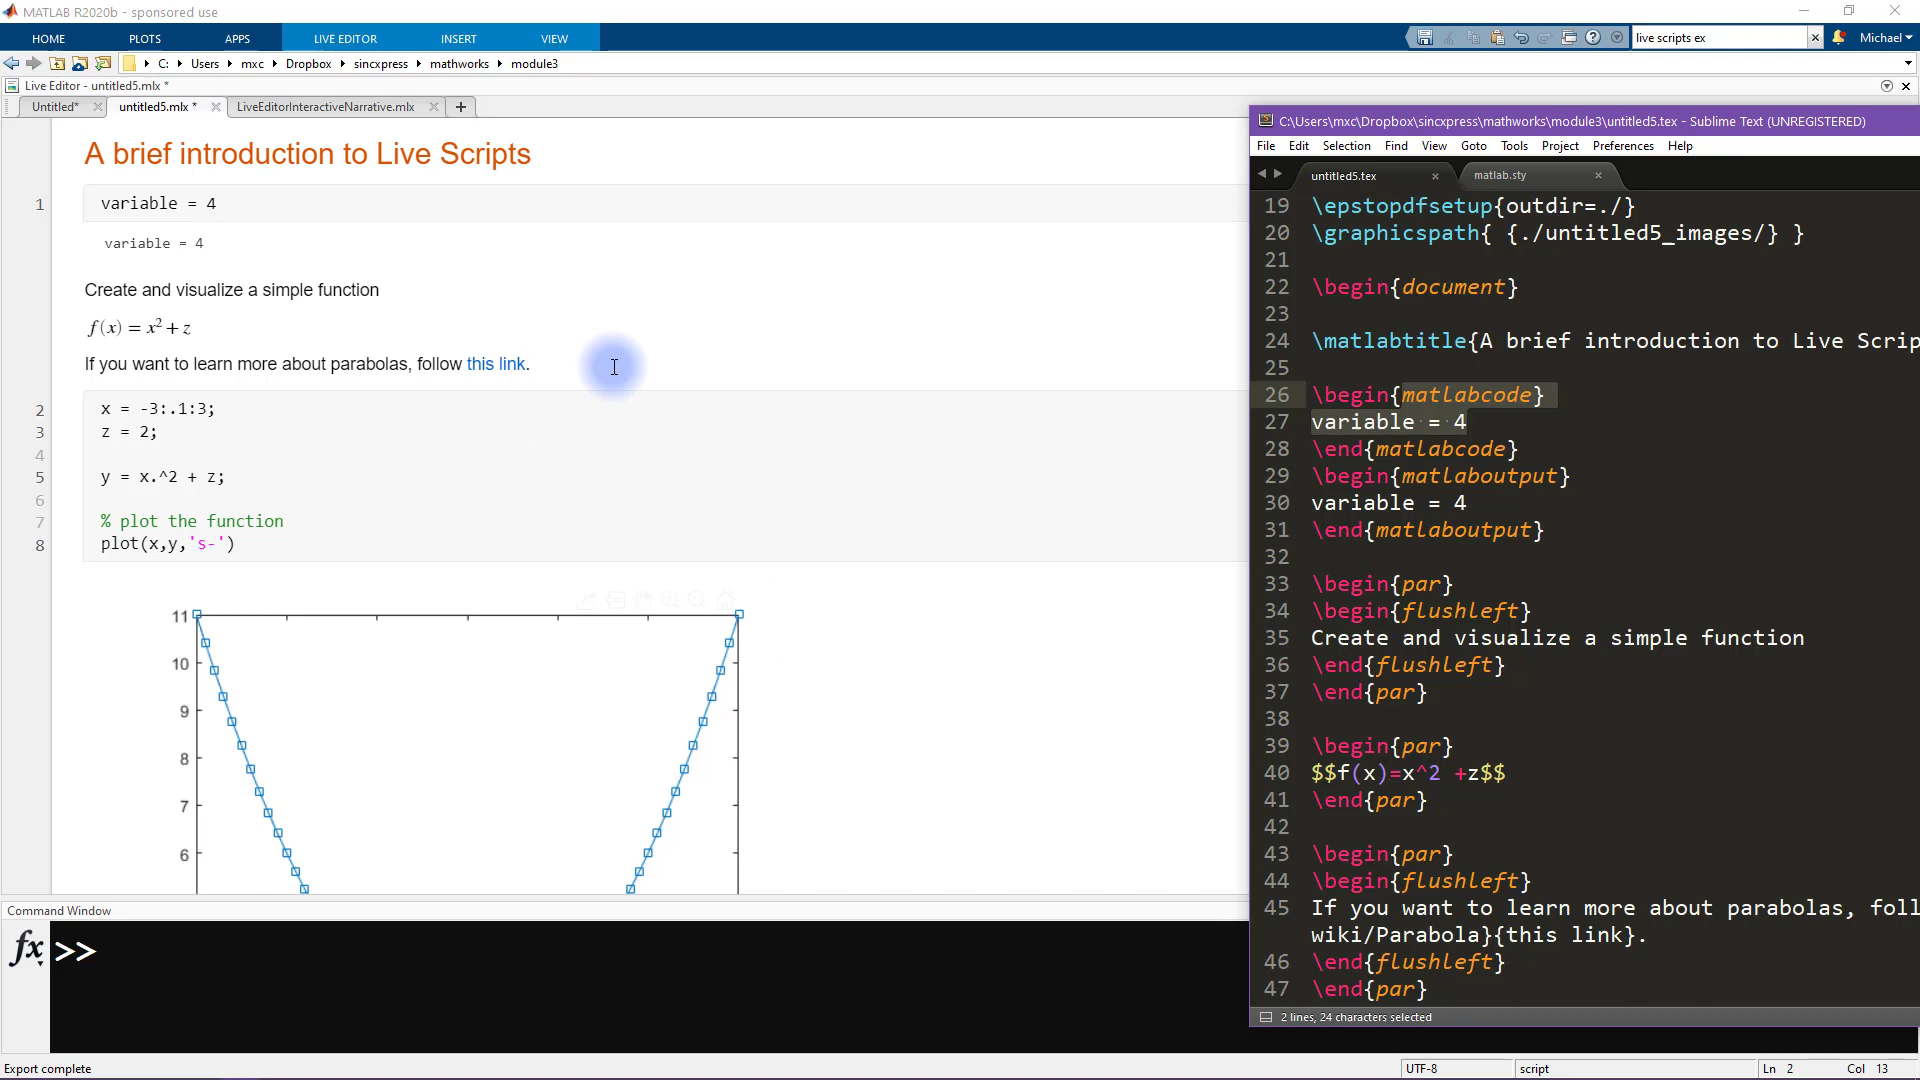 MATLAB R2020b - sponsored use
HOME PLOTS APPS LIVE EDITOR INSERT VIEW live scripts ex Michael
C: Users mxc Dropbox sincxpress mathworks module3
Live Editor - untitled5.mlx *
Untitled* untitled5.mlx * LiveEditorInteractiveNarrative.mlx
A brief introduction to Live Scripts
1 variable = 4
variable = 4
Create and visualize a simple function
f(x) = x² + z
If you want to learn more about parabolas, follow this link.
2 x = -3:.1:3;
3 z = 2;
4
5 y = x.^2 + z;
6
7 % plot the function
8 plot(x,y,'s-')
11
10
9
8
7
6
Command Window
fx >>
C:\Users\mxc\Dropbox\sincxpress\mathworks\module3\untitled5.tex - Sublime Text (UNREGISTERED)
File Edit Selection Find View Goto Tools Project Preferences Help
untitled5.tex matlab.sty
19 \epstopdfsetup{outdir=./}
20 \graphicspath{ {./untitled5_images/} }
21
22 \begin{document}
23
24 \matlabtitle{A brief introduction to Live Scrip
25
26 \begin{matlabcode}
27 variable = 4
28 \end{matlabcode}
29 \begin{matlaboutput}
30 variable = 4
31 \end{matlaboutput}
32
33 \begin{par}
34 \begin{flushleft}
35 Create and visualize a simple function
36 \end{flushleft}
37 \end{par}
38
39 \begin{par}
40 $$f(x)=x^2 +z$$
41 \end{par}
42
43 \begin{par}
44 \begin{flushleft}
45 If you want to learn more about parabolas, foll
wiki/Parabola}{this link}.
46 \end{flushleft}
47 \end{par}
2 lines, 24 characters selected
Export complete UTF-8 script Ln 2 Col 13